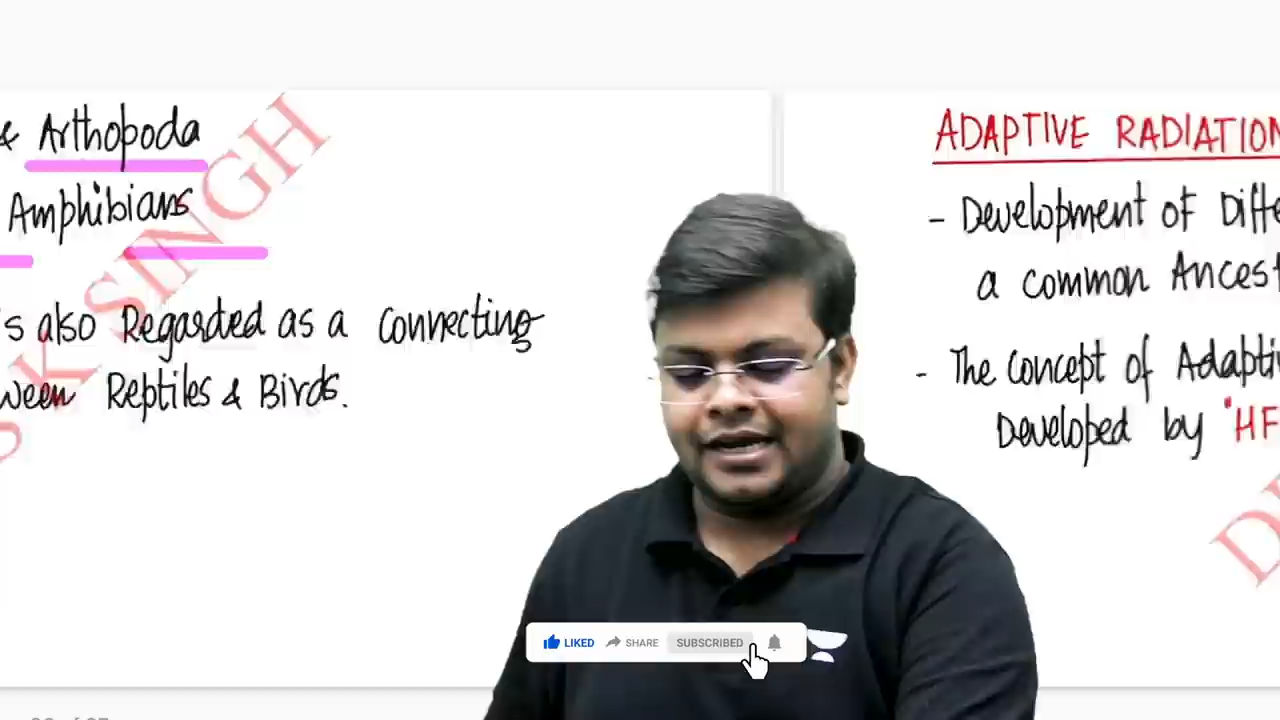 & Arthopoda
Amphibians
s also Regarded as a Connecting
ween Reptiles & Birds.
K SINGH
ADAPTIVE RADIATION
- Development of Diffe
a common Ancest
- The Concept of Adapti
Developed by "HF
D
LIKED SHARE SUBSCRIBED